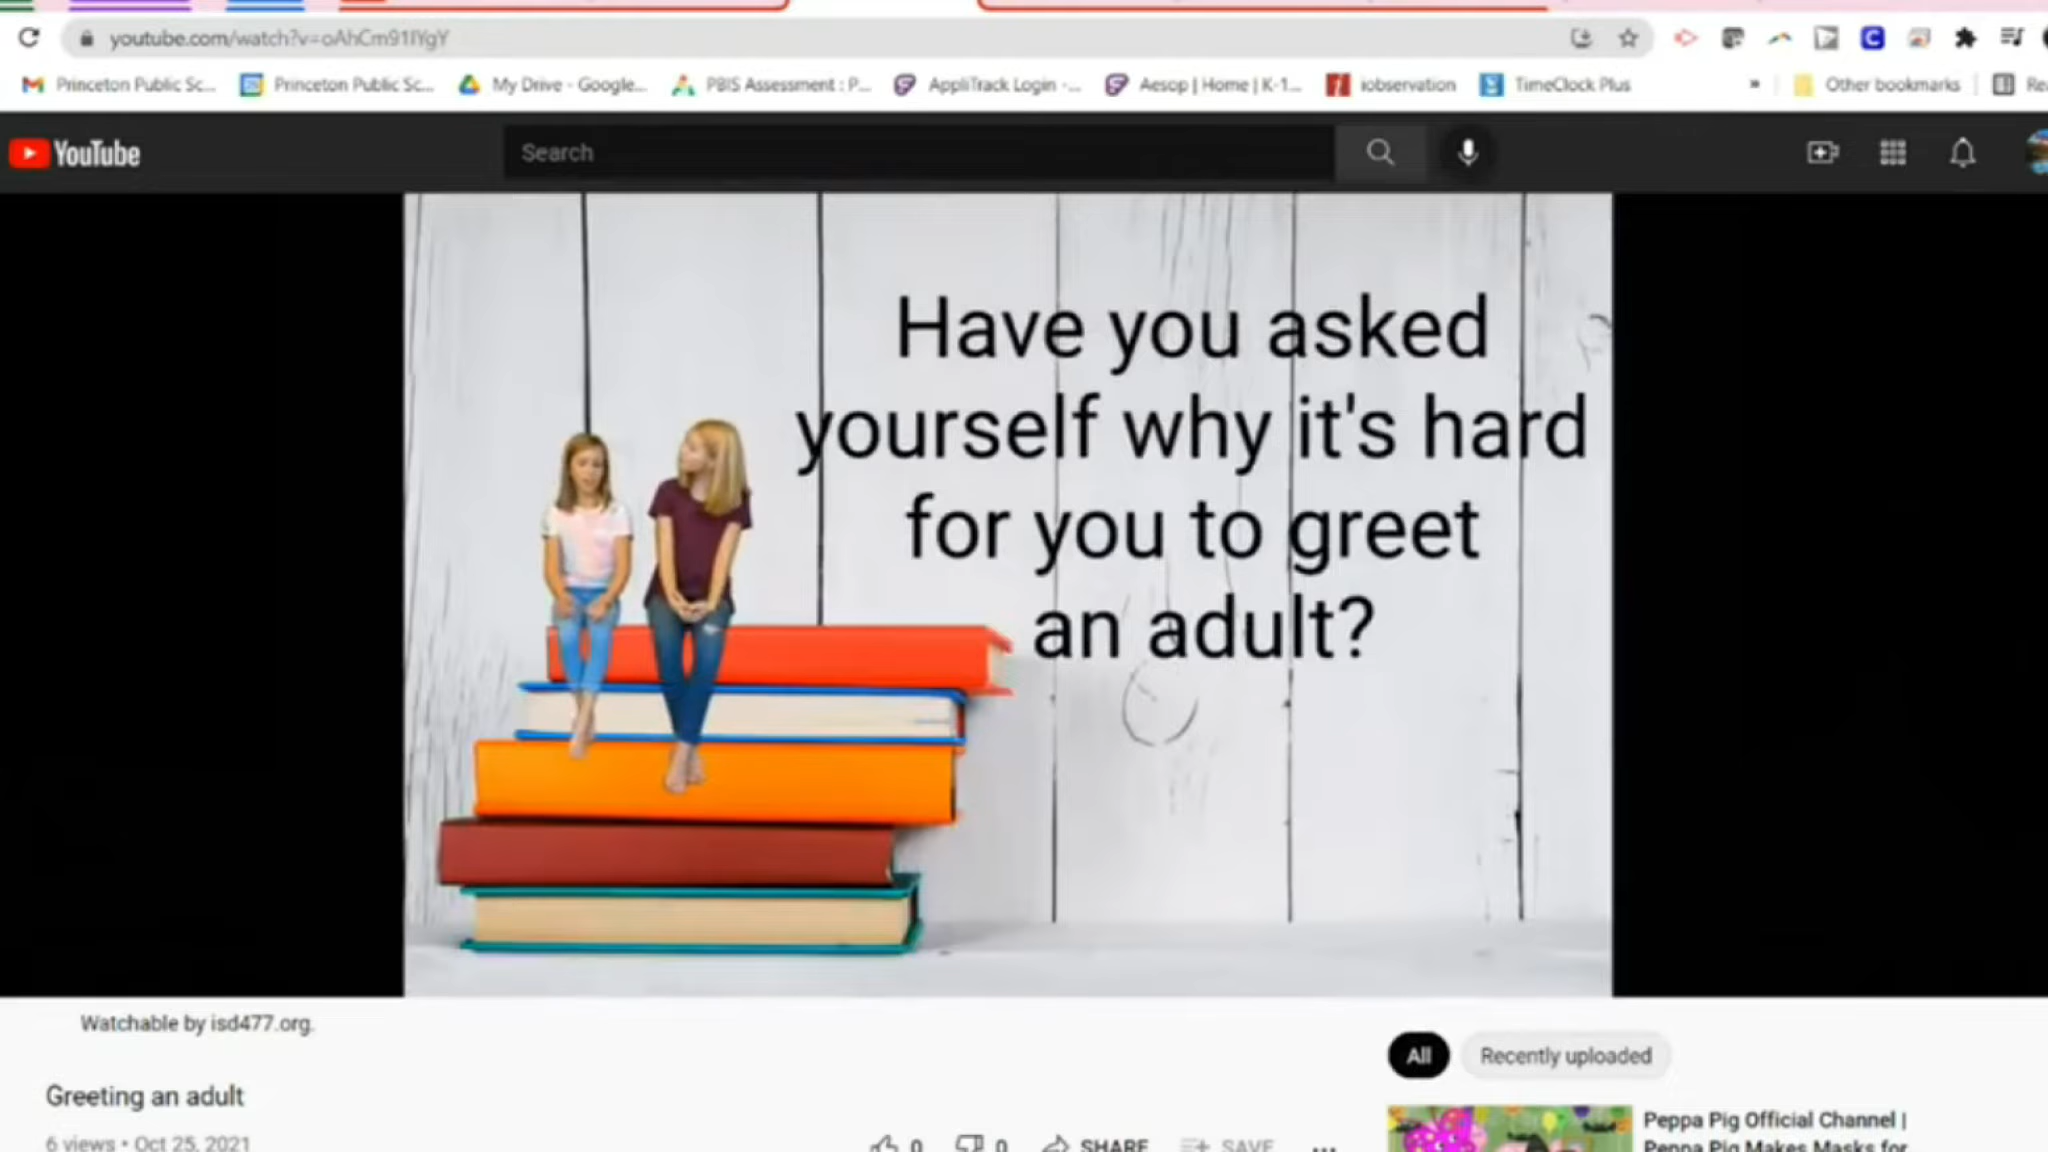 youtube.com/watch?v=oAhCm91IYgY
Princeton Public Sc... Princeton Public Sc... My Drive - Google... PBIS Assessment : P... AppliTrack Login -... Aesop | Home | K-1... iobservation TimeClock Plus » Other bookmarks
YouTube
Search
Have you asked
yourself why it's hard
for you to greet
an adult?
Watchable by isd477.org.
All Recently uploaded
Greeting an adult
Peppa Pig Official Channel |
6 views • Oct 25, 2021
0 0 SHARE SAVE ...
Peppa Pig Makes Masks for